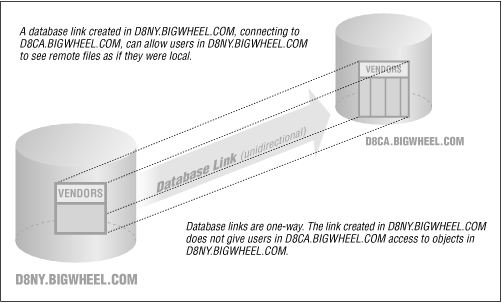 A database link created in D8NY.BIGWHEEL.COM, connecting to
D8CA.BIGWHEEL.COM, can allow users in D8NY.BIGWHEEL.COM
to see remote files as if they were local.
VENDORS
D8CA.BIGWHEEL.COM
Database Link (unidirectional)
VENDORS
Database links are one-way. The link created in D8NY.BIGWHEEL.COM
does not give users in D8CA.BIGWHEEL.COM access to objects in
D8NY.BIGWHEEL.COM.
D8NY.BIGWHEEL.COM